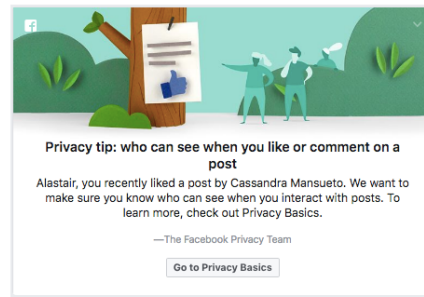 Privacy tip: who can see when you like or comment on a
post
Alastair, you recently liked a post by Cassandra Mansueto. We want to
make sure you know who can see when you interact with posts. To
learn more, check out Privacy Basics.
—The Facebook Privacy Team
Go to Privacy Basics